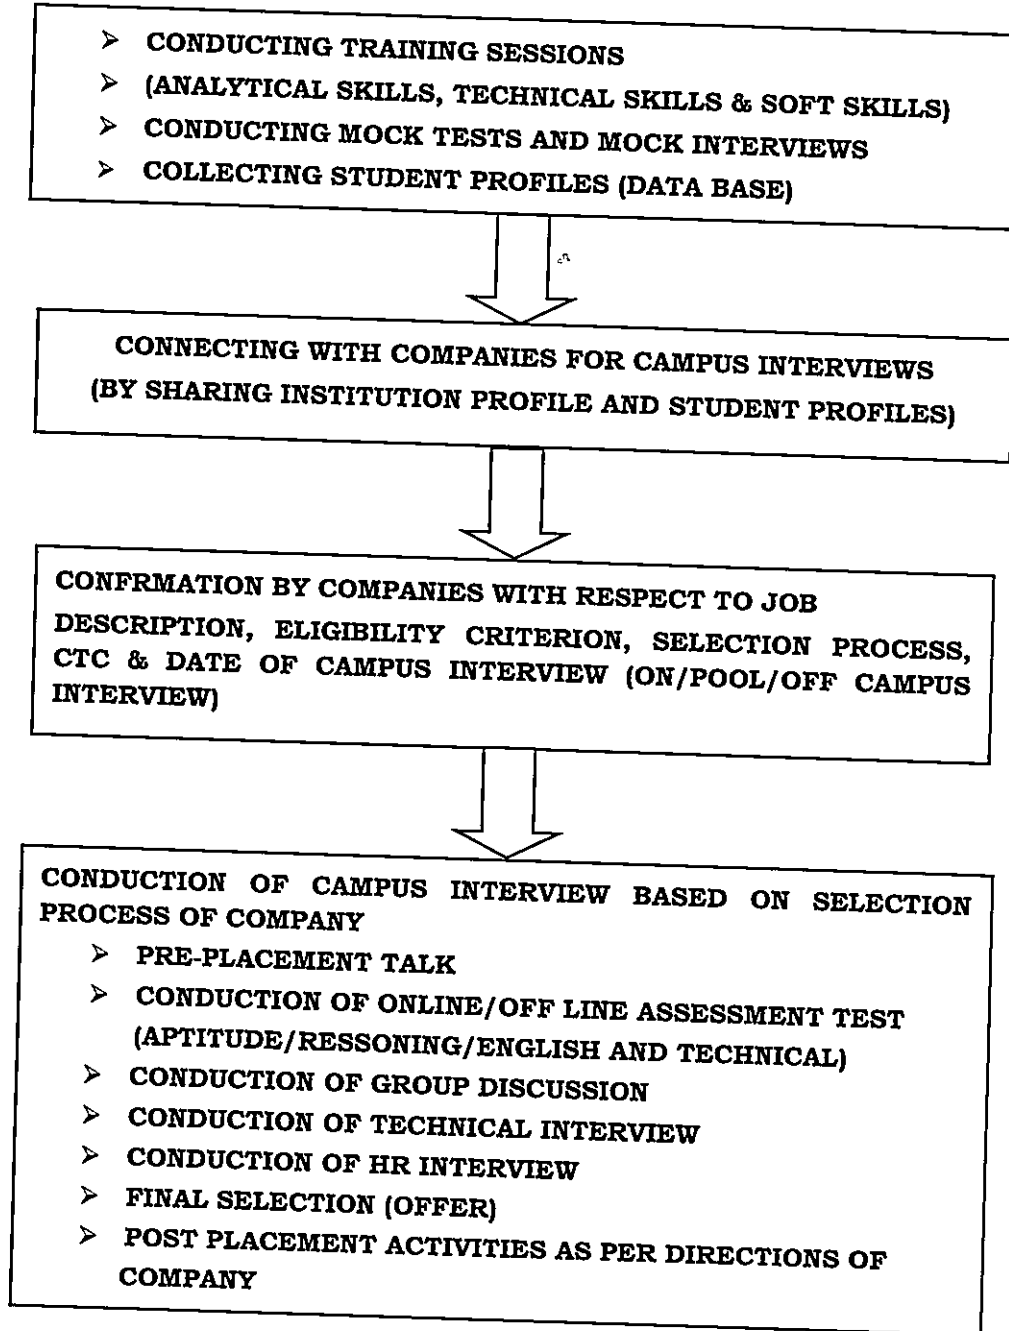 ➢ CONDUCTING TRAINING SESSIONS
➢ (ANALYTICAL SKILLS, TECHNICAL SKILLS & SOFT SKILLS)
➢ CONDUCTING MOCK TESTS AND MOCK INTERVIEWS
➢ COLLECTING STUDENT PROFILES (DATA BASE)
CONNECTING WITH COMPANIES FOR CAMPUS INTERVIEWS
(BY SHARING INSTITUTION PROFILE AND STUDENT PROFILES)
CONFRMATION BY COMPANIES WITH RESPECT TO JOB
DESCRIPTION, ELIGIBILITY CRITERION, SELECTION PROCESS,
CTC & DATE OF CAMPUS INTERVIEW (ON/POOL/OFF CAMPUS
INTERVIEW)
CONDUCTION OF CAMPUS INTERVIEW BASED ON SELECTION
PROCESS OF COMPANY
➢ PRE-PLACEMENT TALK
➢ CONDUCTION OF ONLINE/OFF LINE ASSESSMENT TEST
(APTITUDE/RESSONING/ENGLISH AND TECHNICAL)
➢ CONDUCTION OF GROUP DISCUSSION
➢ CONDUCTION OF TECHNICAL INTERVIEW
➢ CONDUCTION OF HR INTERVIEW
➢ FINAL SELECTION (OFFER)
➢ POST PLACEMENT ACTIVITIES AS PER DIRECTIONS OF
COMPANY